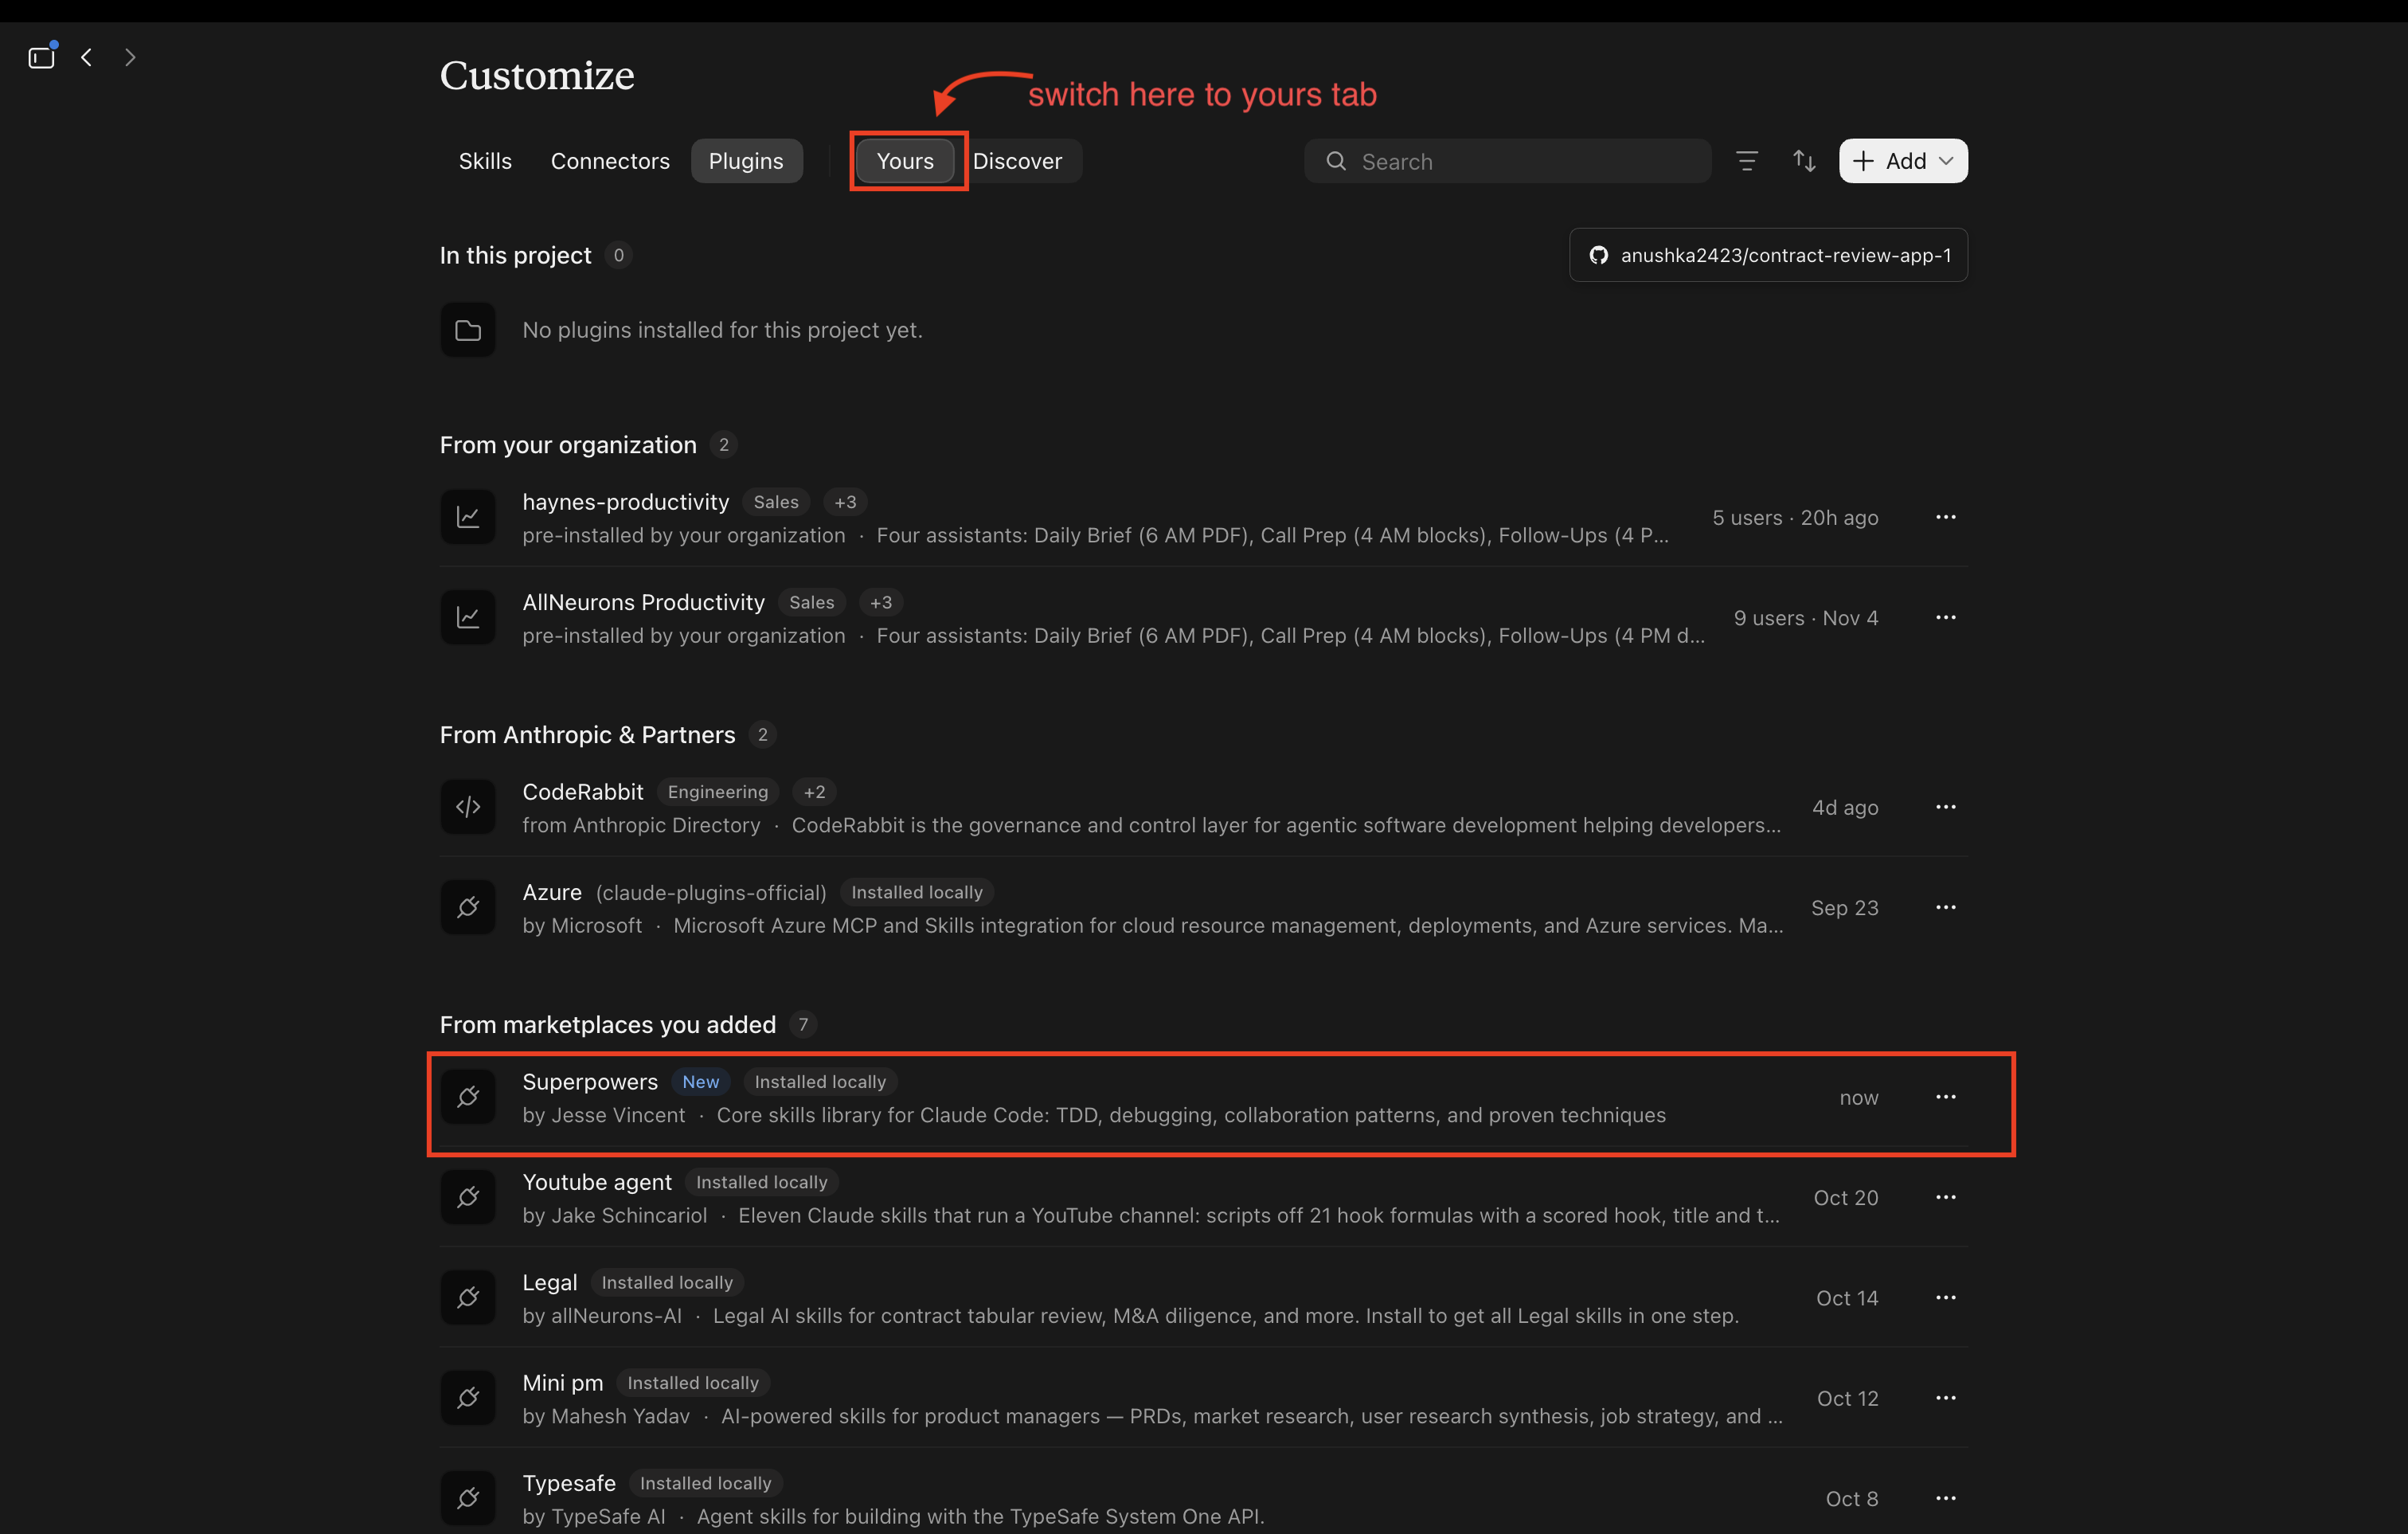 Customize
switch here to yours tab
Skills Connectors Plugins Yours Discover Search Add
In this project 0 anushka2423/contract-review-app-1
No plugins installed for this project yet.
From your organization 2
haynes-productivity Sales +3
pre-installed by your organization · Four assistants: Daily Brief (6 AM PDF), Call Prep (4 AM blocks), Follow-Ups (4 P...
5 users · 20h ago
AllNeurons Productivity Sales +3
pre-installed by your organization · Four assistants: Daily Brief (6 AM PDF), Call Prep (4 AM blocks), Follow-Ups (4 PM d...
9 users · Nov 4
From Anthropic & Partners 2
CodeRabbit Engineering +2
from Anthropic Directory · CodeRabbit is the governance and control layer for agentic software development helping developers...
4d ago
Azure (claude-plugins-official) Installed locally
by Microsoft · Microsoft Azure MCP and Skills integration for cloud resource management, deployments, and Azure services. Ma...
Sep 23
From marketplaces you added 7
Superpowers New Installed locally
by Jesse Vincent · Core skills library for Claude Code: TDD, debugging, collaboration patterns, and proven techniques
now
Youtube agent Installed locally
by Jake Schincariol · Eleven Claude skills that run a YouTube channel: scripts off 21 hook formulas with a scored hook, title and t...
Oct 20
Legal Installed locally
by allNeurons-AI · Legal AI skills for contract tabular review, M&A diligence, and more. Install to get all Legal skills in one step.
Oct 14
Mini pm Installed locally
by Mahesh Yadav · AI-powered skills for product managers — PRDs, market research, user research synthesis, job strategy, and ...
Oct 12
Typesafe Installed locally
by TypeSafe AI · Agent skills for building with the TypeSafe System One API.
Oct 8